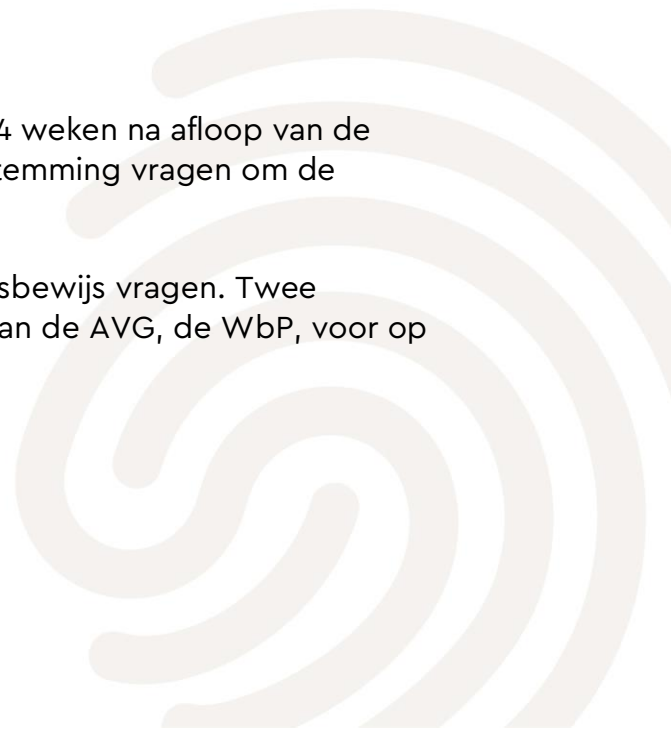 4 weken na afloop van de
temming vragen om de
sbewijs vragen. Twee
an de AVG, de WbP, voor op